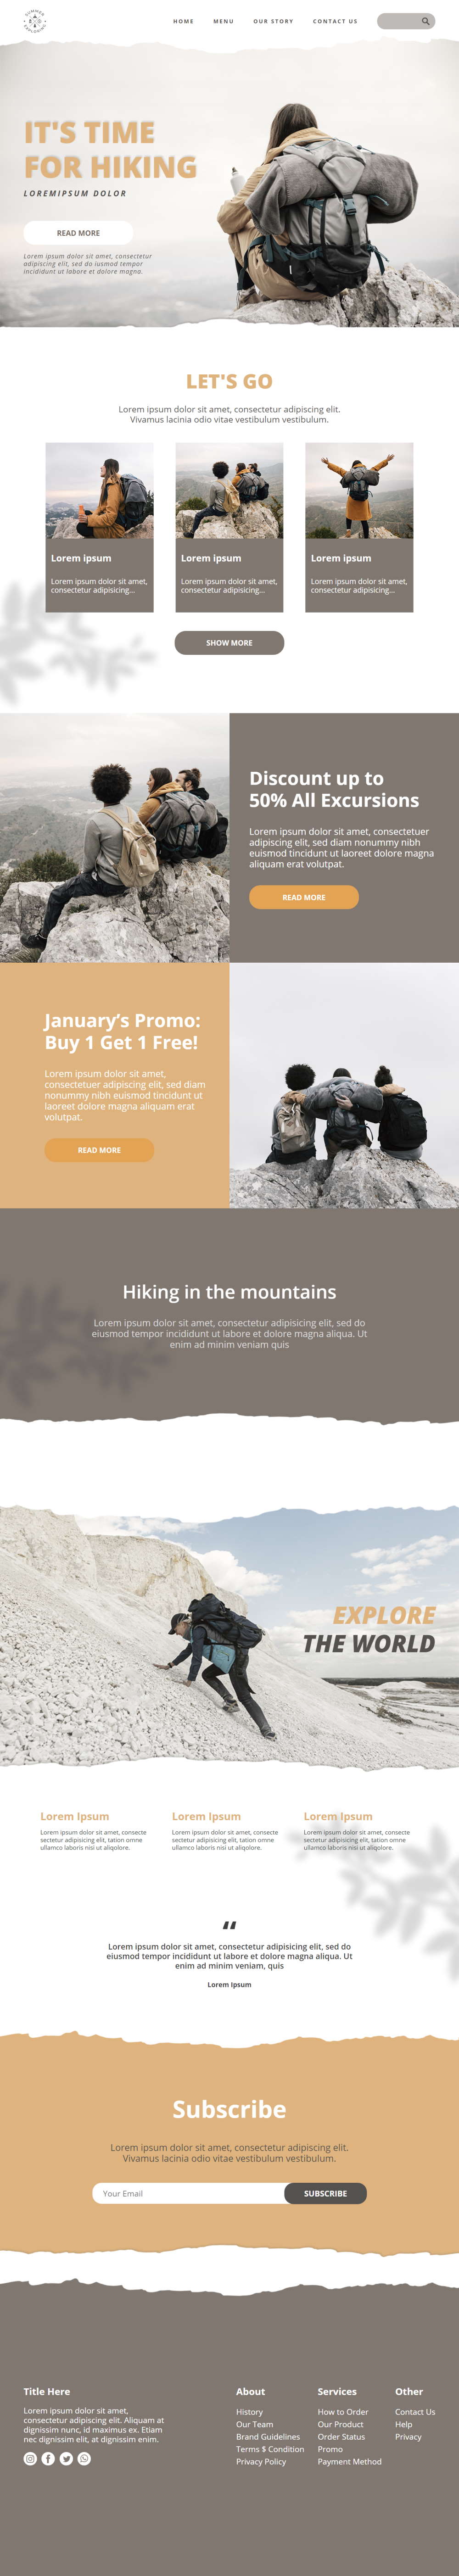 SUMMER
EXPLORING
HOME MENU OUR STORY CONTACT US
IT'S TIME
FOR HIKING
LOREMIPSUM DOLOR
READ MORE
Lorem ipsum dolor sit amet, consectetur
adipiscing elit, sed do iusmod tempor
incididunt ut labore et dolore magna.
LET'S GO
Lorem ipsum dolor sit amet, consectetur adipiscing elit.
Vivamus lacinia odio vitae vestibulum vestibulum.
Lorem ipsum
Lorem ipsum dolor sit amet,
consectetur adipisicing...
Lorem ipsum
Lorem ipsum dolor sit amet,
consectetur adipisicing...
Lorem ipsum
Lorem ipsum dolor sit amet,
consectetur adipisicing...
SHOW MORE
Discount up to
50% All Excursions
Lorem ipsum dolor sit amet, consectetuer
adipiscing elit, sed diam nonummy nibh
euismod tincidunt ut laoreet dolore magna
aliquam erat volutpat.
READ MORE
January’s Promo:
Buy 1 Get 1 Free!
Lorem ipsum dolor sit amet,
consectetuer adipiscing elit, sed diam
nonummy nibh euismod tincidunt ut
laoreet dolore magna aliquam erat
volutpat.
READ MORE
Hiking in the mountains
Lorem ipsum dolor sit amet, consectetur adipisicing elit, sed do
eiusmod tempor incididunt ut labore et dolore magna aliqua. Ut
enim ad minim veniam quis
EXPLORE
THE WORLD
Lorem Ipsum
Lorem ipsum dolor sit amet, consecte
sectetur adipisicing elit, tation omne
ullamco laboris nisi ut aliqolore.
Lorem Ipsum
Lorem ipsum dolor sit amet, consecte
sectetur adipisicing elit, tation omne
ullamco laboris nisi ut aliqolore.
Lorem Ipsum
Lorem ipsum dolor sit amet, consecte
sectetur adipisicing elit, tation omne
ullamco laboris nisi ut aliqolore.
“
Lorem ipsum dolor sit amet, consectetur adipisicing elit, sed do
eiusmod tempor incididunt ut labore et dolore magna aliqua. Ut
enim ad minim veniam, quis
Lorem Ipsum
Subscribe
Lorem ipsum dolor sit amet, consectetur adipiscing elit.
Vivamus lacinia odio vitae vestibulum vestibulum.
Your Email
SUBSCRIBE
Title Here
Lorem ipsum dolor sit amet,
consectetur adipiscing elit. Aliquam at
dignissim nunc, id maximus ex. Etiam
nec dignissim elit, at dignissim enim.
About
History
Our Team
Brand Guidelines
Terms $ Condition
Privacy Policy
Services
How to Order
Our Product
Order Status
Promo
Payment Method
Other
Contact Us
Help
Privacy